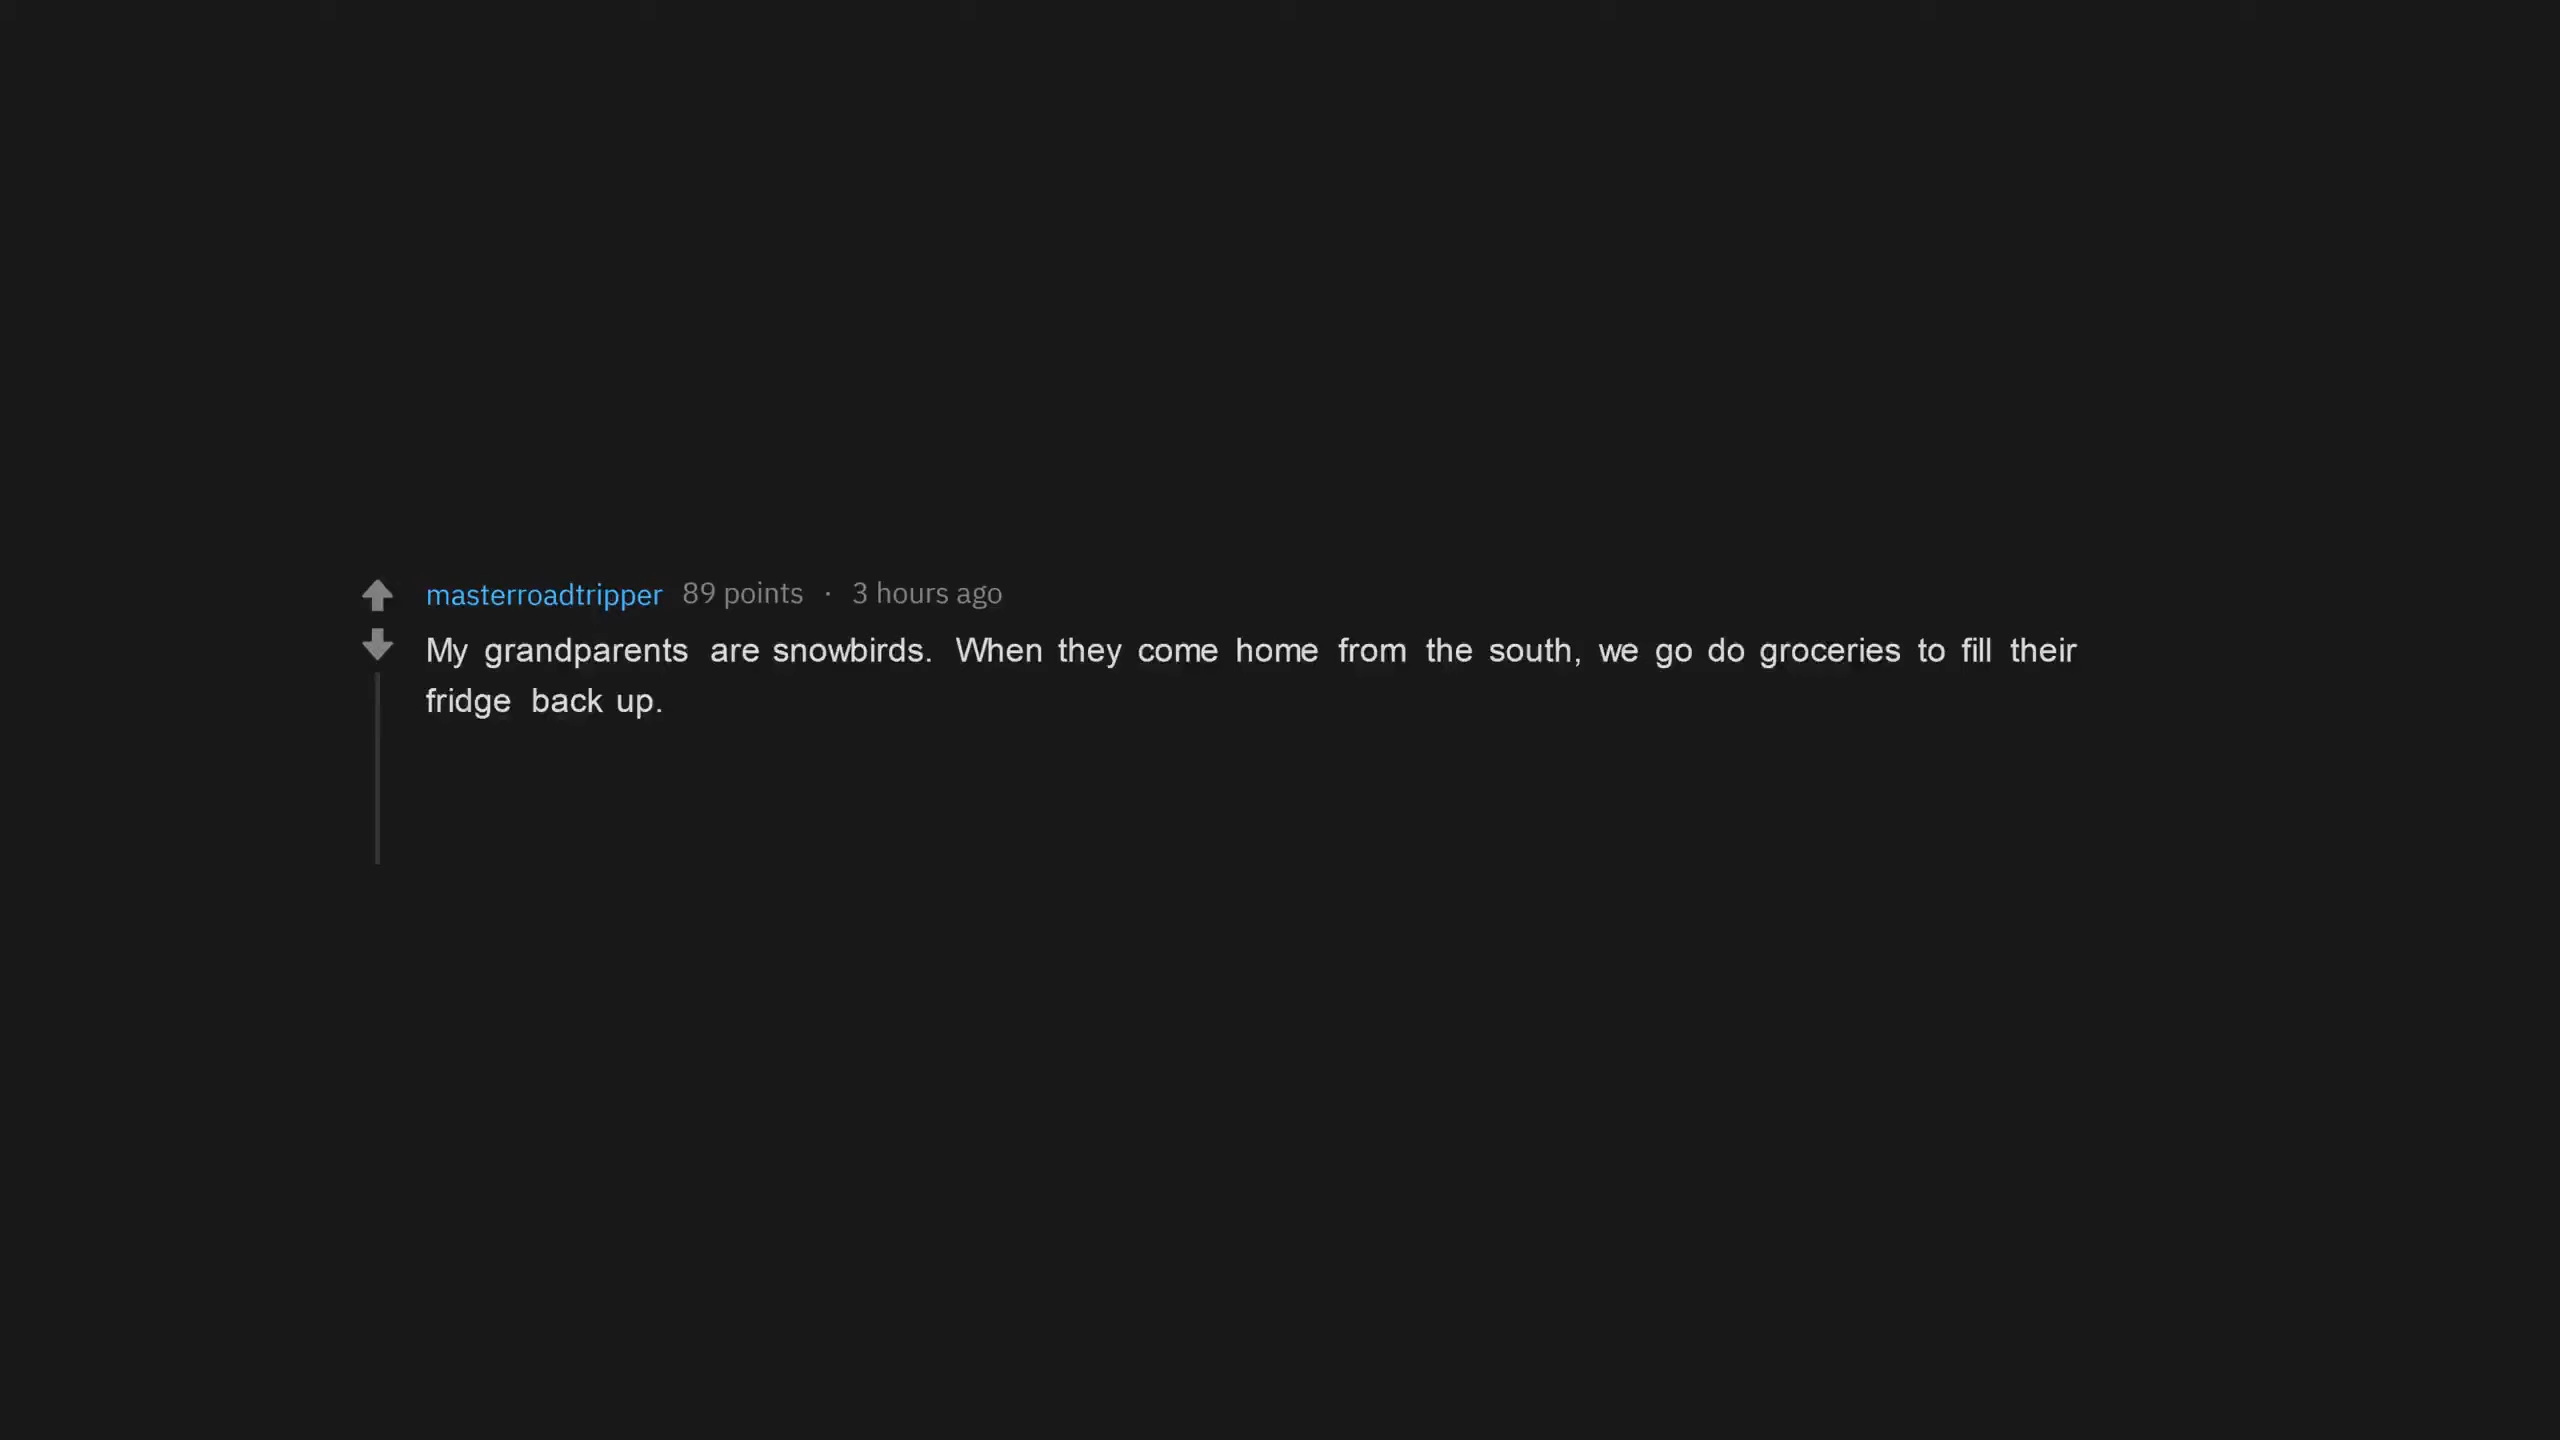 masterroadtripper 89 points · 3 hours ago
My grandparents are snowbirds. When they come home from the south, we go do groceries to fill their
fridge back up.